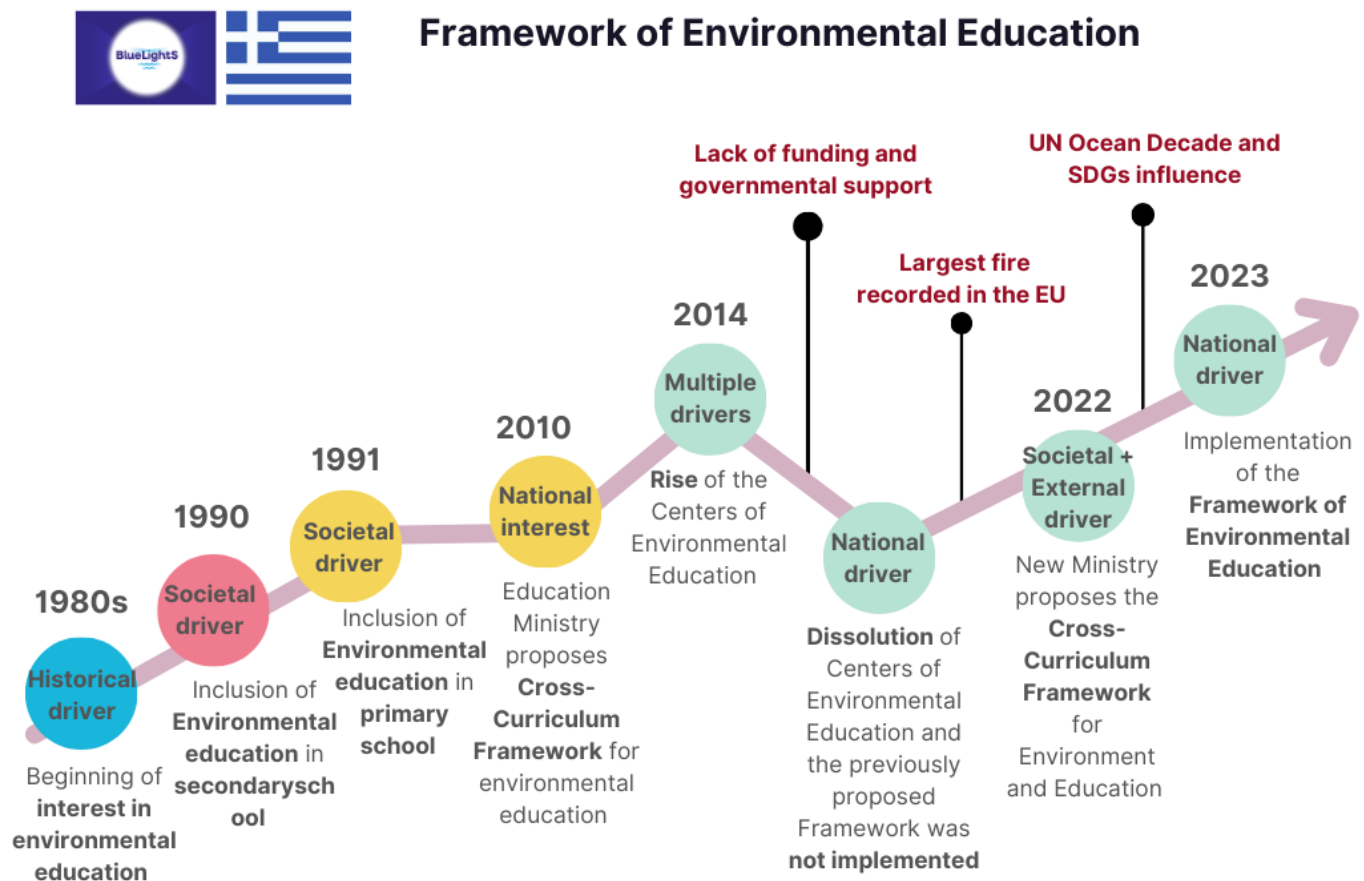 BlueLightS
Framework of Environmental Education
1980s
Historical
driver
Beginning of
interest in
environmental
education
1990
Societal
driver
Inclusion of
Environmental
education in
secondarysch
ool
1991
Societal
driver
Inclusion of
Environmental
education in
primary
school
2010
National
interest
Education
Ministry
proposes
Cross-
Curriculum
Framework for
environmental
education
2014
Multiple
drivers
Rise of the
Centers of
Environmental
Education
Lack of funding and
governmental support
National
driver
Dissolution of
Centers of
Environmental
Education and
the previously
proposed
Framework was
not implemented
Largest fire
recorded in the EU
2022
Societal +
External
driver
New Ministry
proposes the
Cross-
Curriculum
Framework
for
Environment
and Education
UN Ocean Decade and
SDGs influence
2023
National
driver
Implementation
of the
Framework of
Environmental
Education